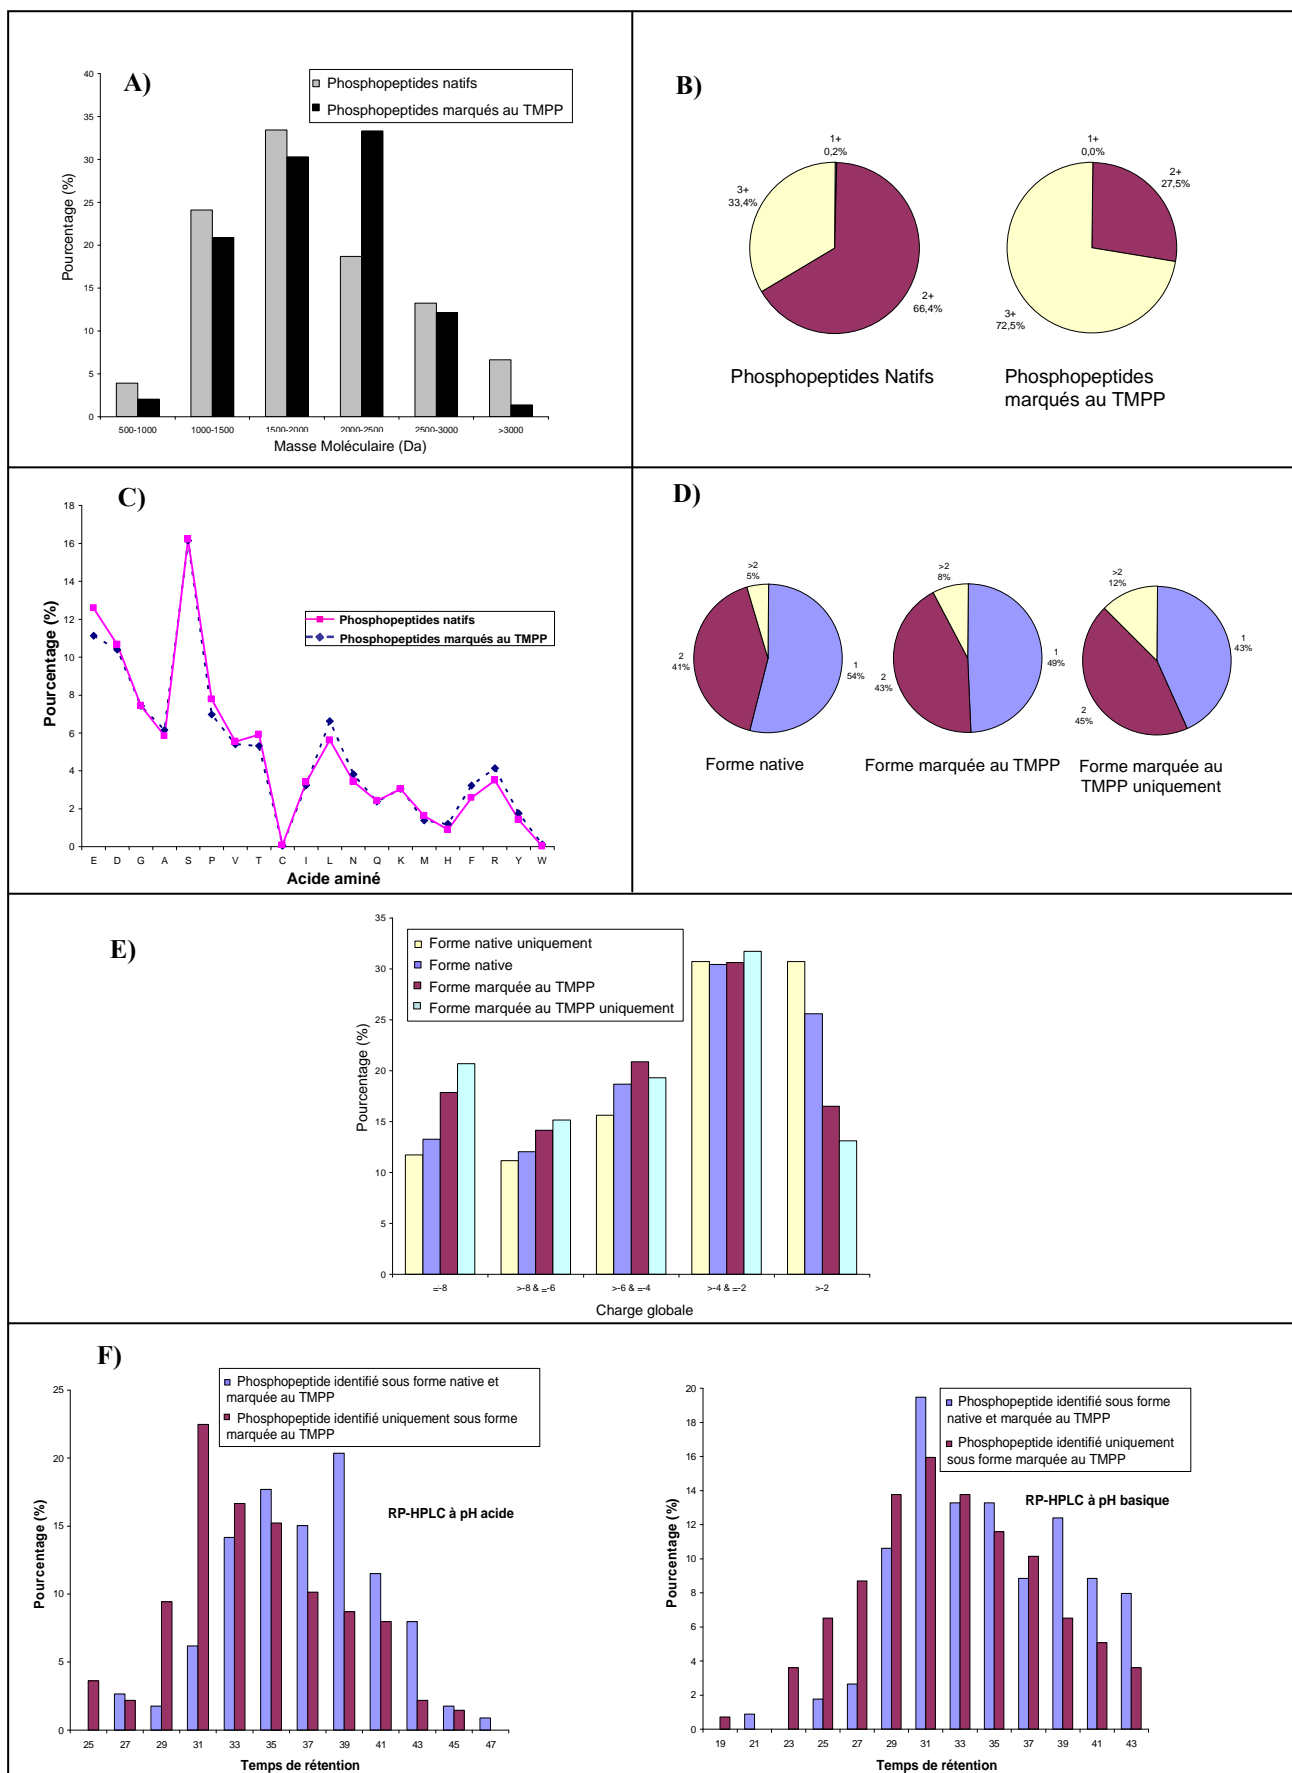 A)
Phosphopeptides natifs
Phosphopeptides marqués au TMPP
Pourcentage (%)
40
35
30
25
20
15
10
5
0
500-1000 1000-1500 1500-2000 2000-2500 2500-3000 >3000
Masse Moléculaire (Da)
B)
1+
0,2%
3+
33,4%
2+
66,4%
Phosphopeptides Natifs
1+
0,0%
2+
27,5%
3+
72,5%
Phosphopeptides
marqués au TMPP
C)
Phosphopeptides natifs
Phosphopeptides marqués au TMPP
Pourcentage (%)
18
16
14
12
10
8
6
4
2
0
E D G A S P V T C I L N Q K M H F R Y W
Acide aminé
D)
>2
5%
2
41%
1
54%
Forme native
>2
8%
2
43%
1
49%
Forme marquée au TMPP
>2
12%
2
45%
1
43%
Forme marquée au
TMPP uniquement
E)
Forme native uniquement
Forme native
Forme marquée au TMPP
Forme marquée au TMPP uniquement
Pourcentage (%)
35
30
25
20
15
10
5
0
=-8 >-8 & =-6 >-6 & =-4 >-4 & =-2 >-2
Charge globale
F)
Phosphopeptide identifié sous forme native et
marquée au TMPP
Phosphopeptide identifié uniquement sous forme
marquée au TMPP
RP-HPLC à pH acide
Pourcentage (%)
25
20
15
10
5
0
25 27 29 31 33 35 37 39 41 43 45 47
Temps de rétention
Phosphopeptide identifié sous forme
native et marquée au TMPP
Phosphopeptide identifié uniquement
sous forme marquée au TMPP
RP-HPLC à pH basique
Pourcentage (%)
20
18
16
14
12
10
8
6
4
2
0
19 21 23 25 27 29 31 33 35 37 39 41 43
Temps de rétention